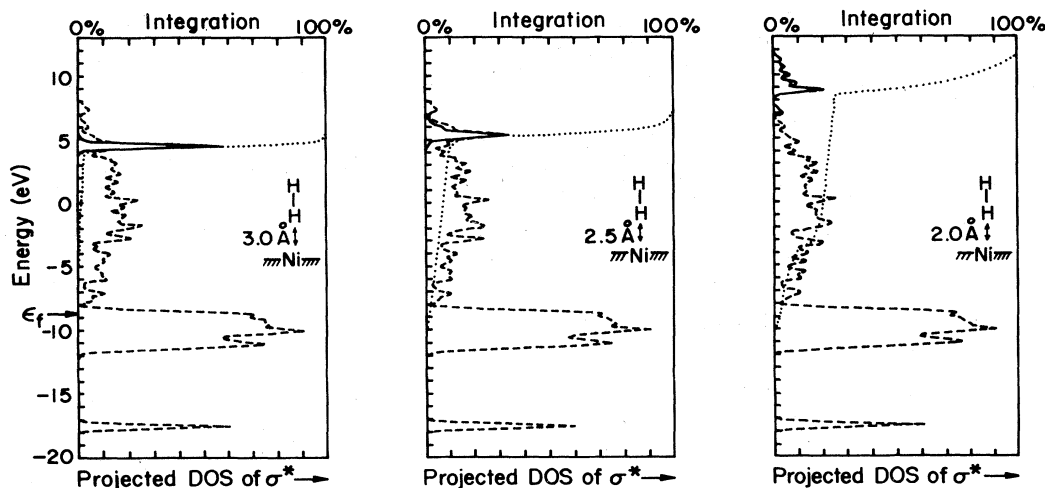 Integration
0% 100%
10
5
0
-5
-10
-15
-20
Energy (eV)
ϵf
H
H
3.0 Å
Ni
Projected DOS of σ*
Integration
0% 100%
H
H
2.5 Å
Ni
Projected DOS of σ*
Integration
0% 100%
H
H
2.0 Å
Ni
Projected DOS of σ*